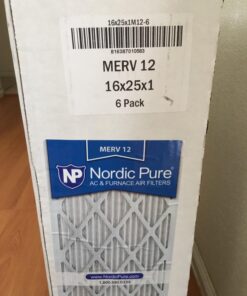 16x25x1M12-6
816387010583
MERV 12
16x25x1
6 Pack
MERV 12
NP Nordic Pure®
AC & FURNACE AIR FILTERS
www.NordicPure.com